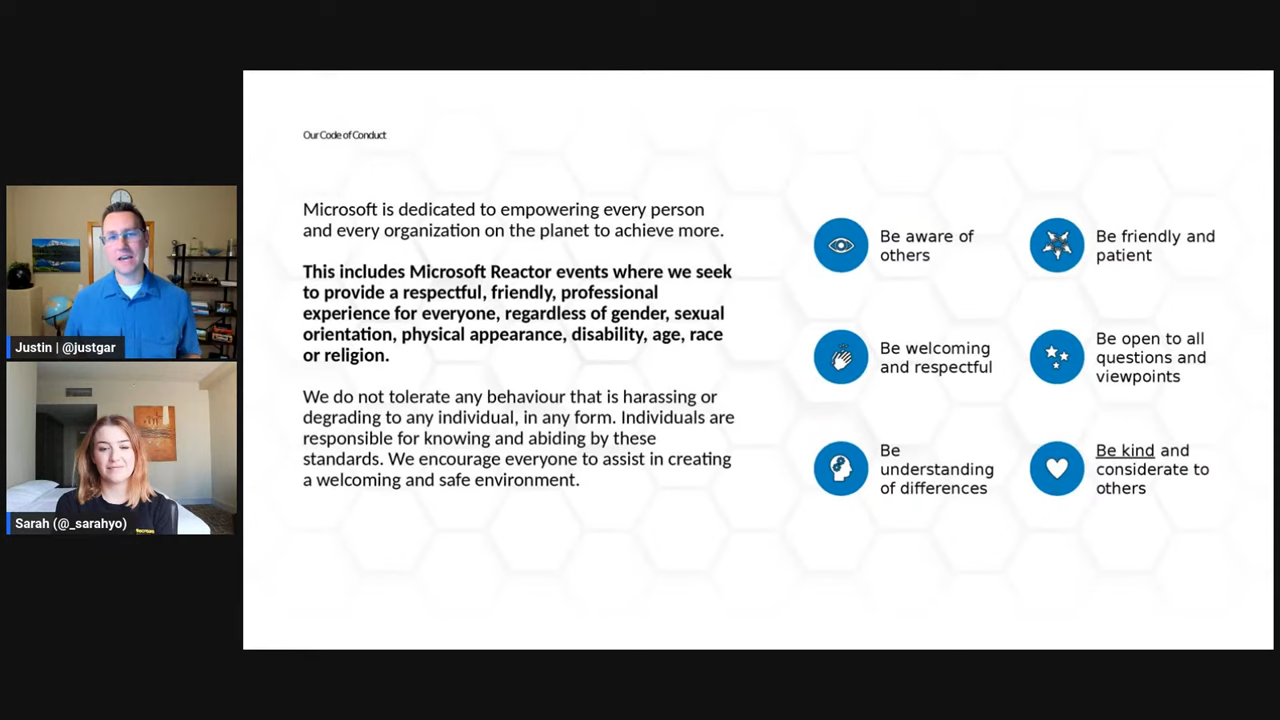 Our Code of Conduct
Microsoft is dedicated to empowering every person
and every organization on the planet to achieve more.
This includes Microsoft Reactor events where we seek
to provide a respectful, friendly, professional
experience for everyone, regardless of gender, sexual
orientation, physical appearance, disability, age, race
or religion.
We do not tolerate any behaviour that is harassing or
degrading to any individual, in any form. Individuals are
responsible for knowing and abiding by these
standards. We encourage everyone to assist in creating
a welcoming and safe environment.
Be aware of
others
Be friendly and
patient
Be welcoming
and respectful
Be open to all
questions and
viewpoints
Be
understanding
of differences
Be kind and
considerate to
others
Justin | @justgar
Sarah (@_sarahyo)